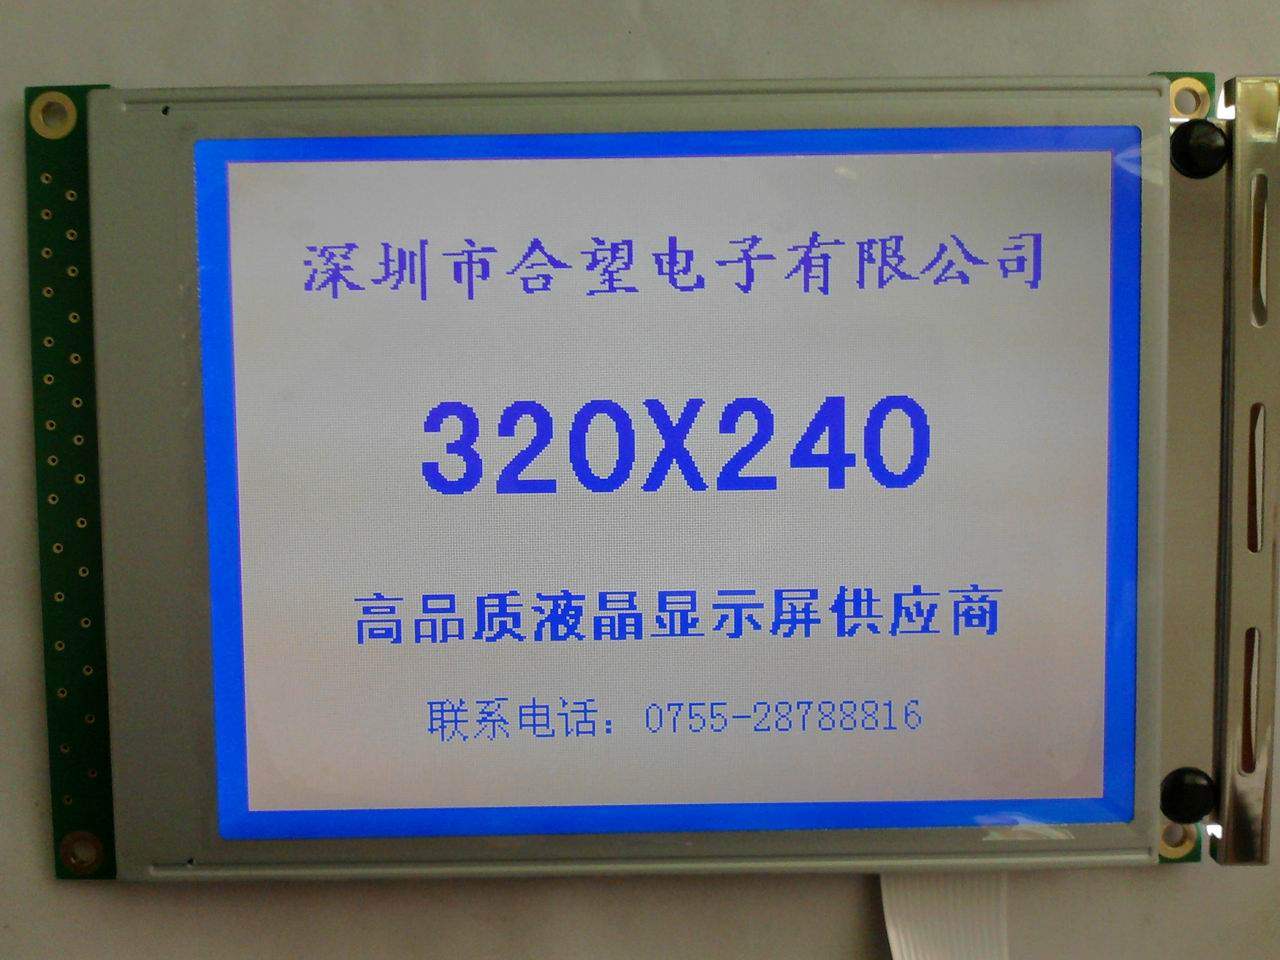 深圳市合望电子有限公司
320X240
高品质液晶显示屏供应商
联系电话：0755-28788816